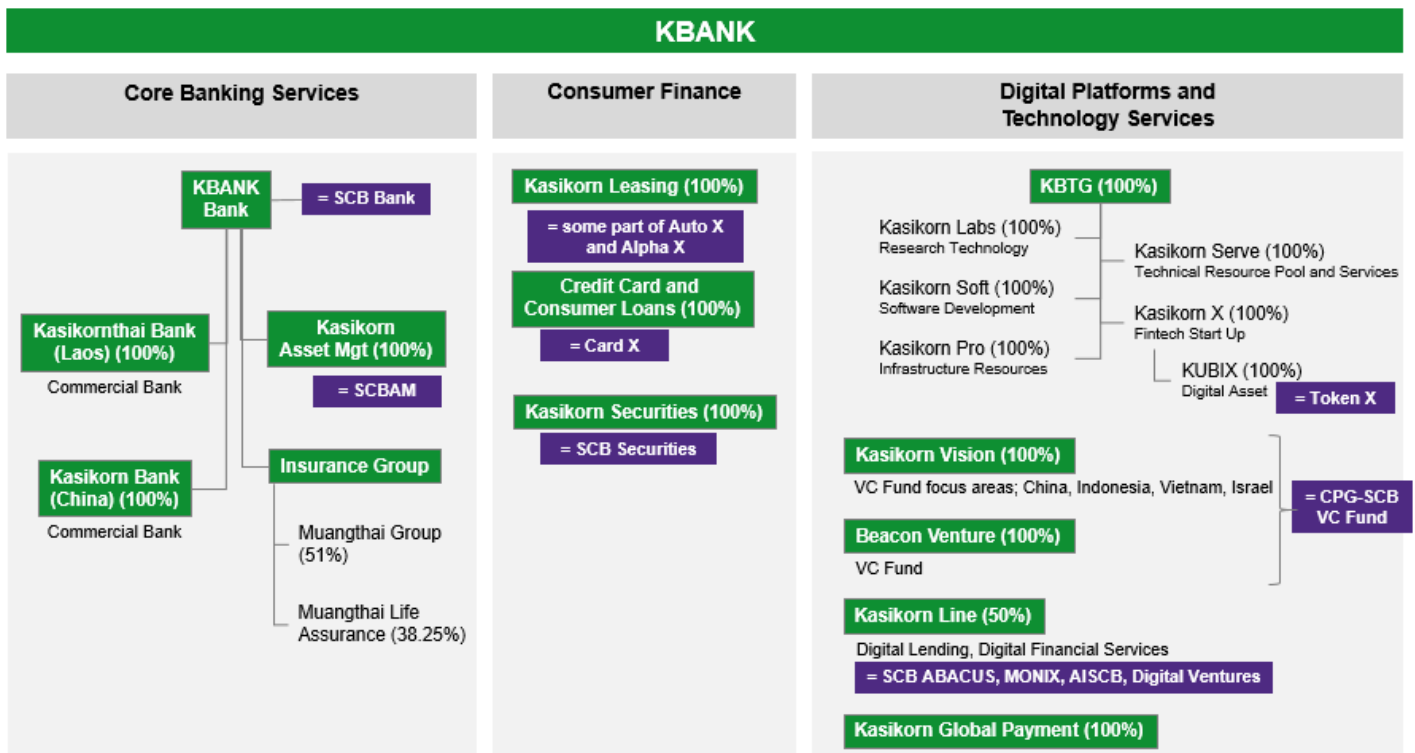 KBANK
Core Banking Services
KBANK
Bank
= SCB Bank
Kasikornthai Bank
(Laos) (100%)
Commercial Bank
Kasikorn
Asset Mgt (100%)
= SCBAM
Kasikorn Bank
(China) (100%)
Commercial Bank
Insurance Group
Muangthai Group
(51%)
Muangthai Life
Assurance (38.25%)
Consumer Finance
Kasikorn Leasing (100%)
= some part of Auto X
and Alpha X
Credit Card and
Consumer Loans (100%)
= Card X
Kasikorn Securities (100%)
= SCB Securities
Digital Platforms and
Technology Services
KBTG (100%)
Kasikorn Labs (100%)
Research Technology
Kasikorn Serve (100%)
Technical Resource Pool and Services
Kasikorn Soft (100%)
Software Development
Kasikorn X (100%)
Fintech Start Up
Kasikorn Pro (100%)
Infrastructure Resources
KUBIX (100%)
Digital Asset
= Token X
Kasikorn Vision (100%)
VC Fund focus areas; China, Indonesia, Vietnam, Israel
= CPG-SCB
VC Fund
Beacon Venture (100%)
VC Fund
Kasikorn Line (50%)
Digital Lending, Digital Financial Services
= SCB ABACUS, MONIX, AISCB, Digital Ventures
Kasikorn Global Payment (100%)